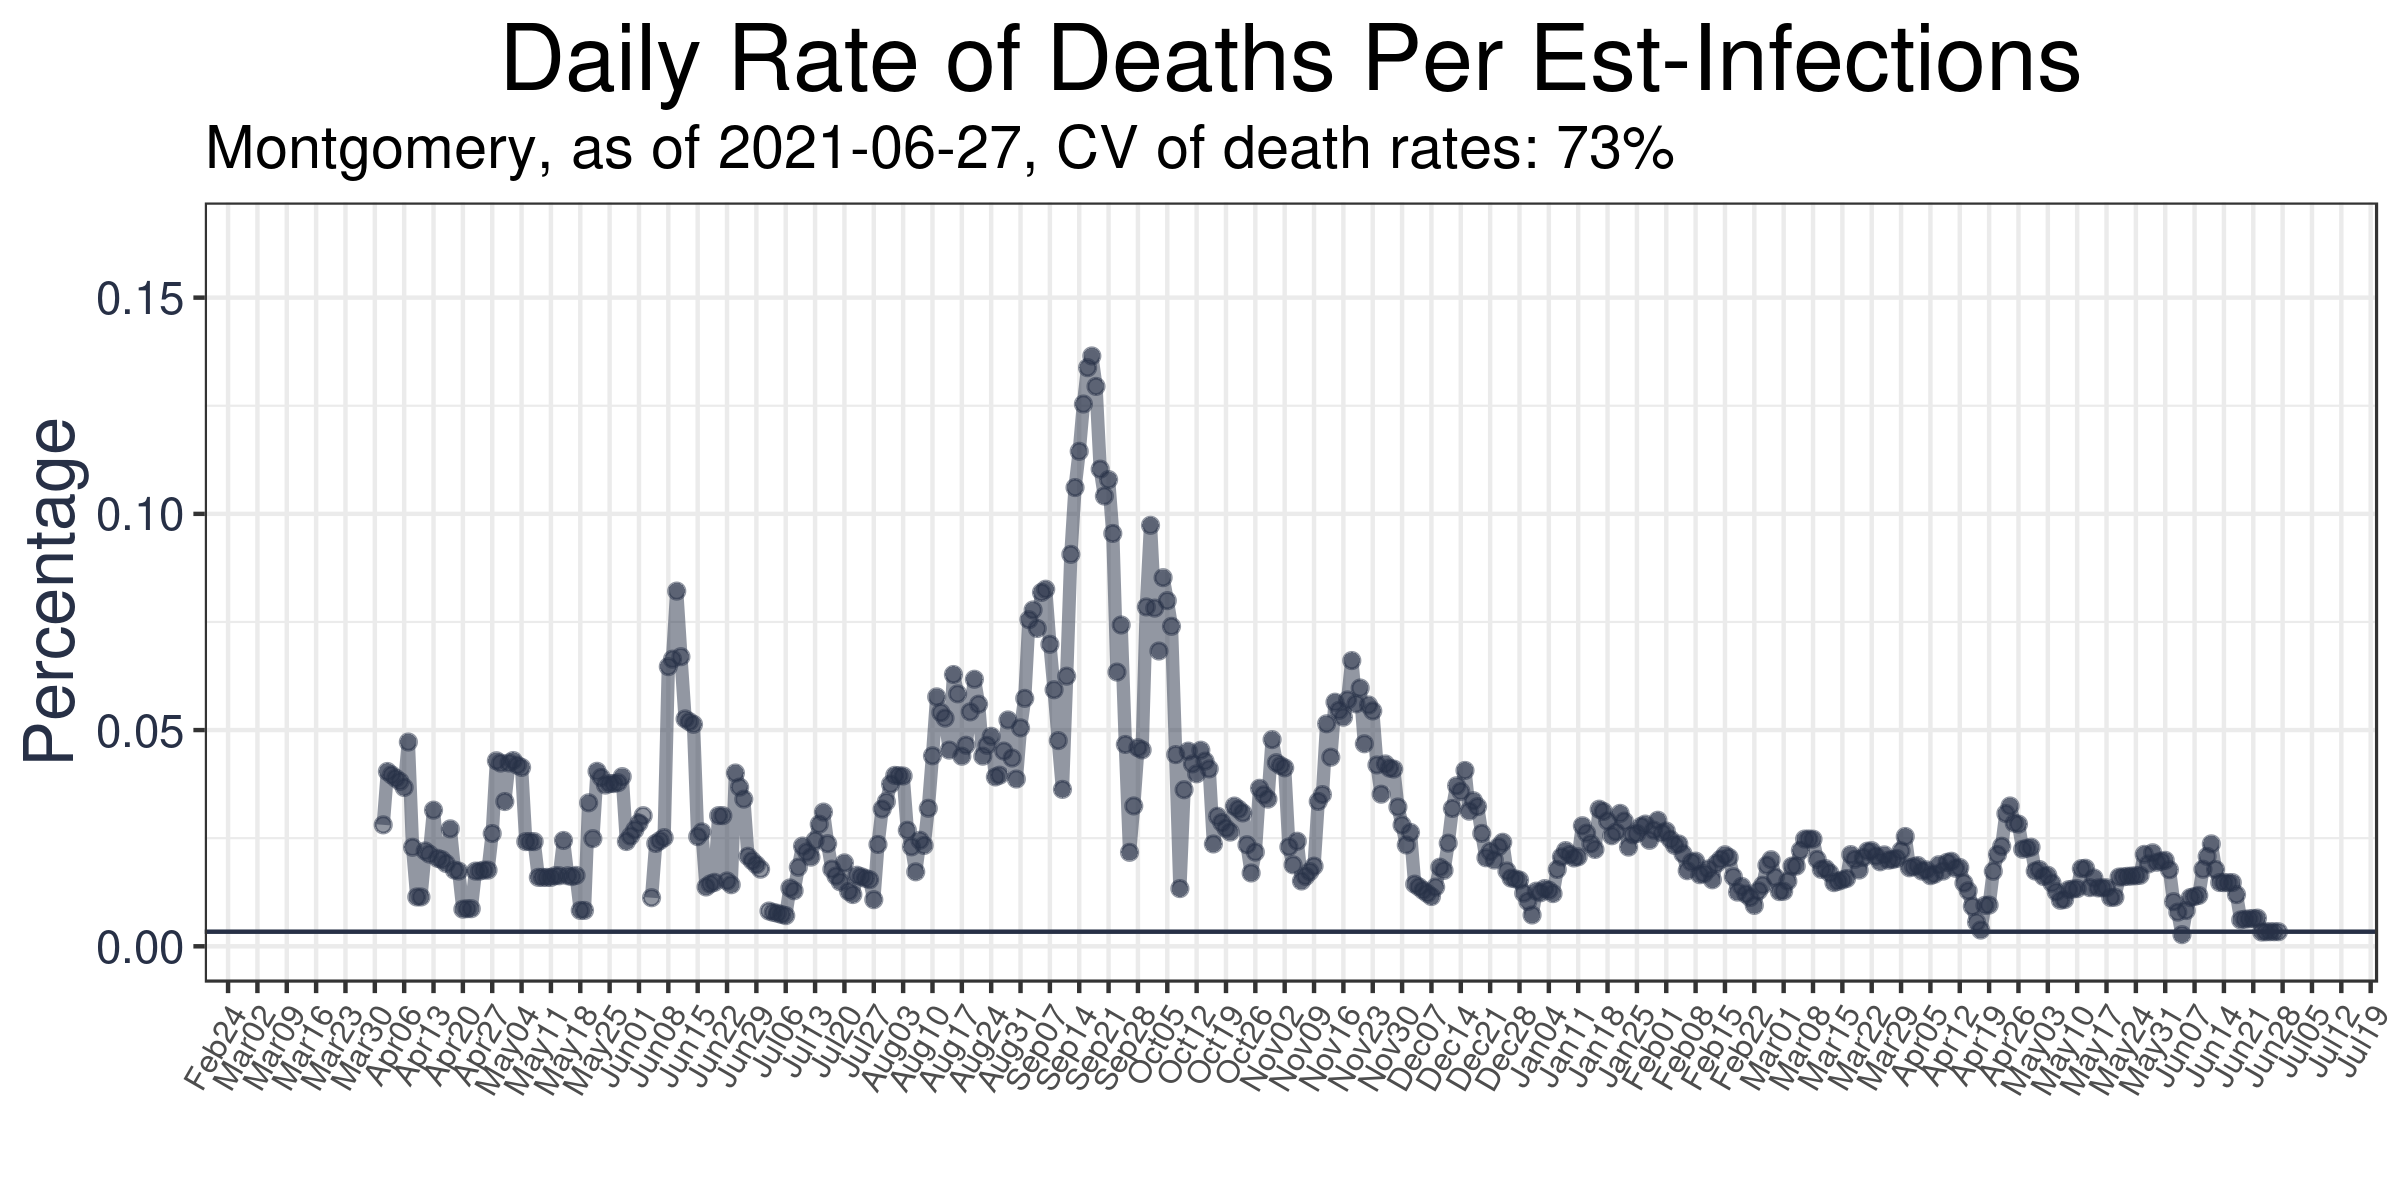 Daily Rate of Deaths Per Est-Infections
Montgomery, as of 2021-06-27, CV of death rates: 73%
Percentage
0.15
0.10
0.05
0.00
Feb24
Mar02
Mar09
Mar16
Mar23
Mar30
Apr06
Apr13
Apr20
Apr27
May04
May11
May18
May25
Jun01
Jun08
Jun15
Jun22
Jun29
Jul06
Jul13
Jul20
Jul27
Aug03
Aug10
Aug17
Aug24
Aug31
Sep07
Sep14
Sep21
Sep28
Oct05
Oct12
Oct19
Oct26
Nov02
Nov09
Nov16
Nov23
Nov30
Dec07
Dec14
Dec21
Dec28
Jan04
Jan11
Jan18
Jan25
Feb01
Feb08
Feb15
Feb22
Mar01
Mar08
Mar15
Mar22
Mar29
Apr05
Apr12
Apr19
Apr26
May03
May10
May17
May24
May31
Jun07
Jun14
Jun21
Jun28
Jul05
Jul12
Jul19